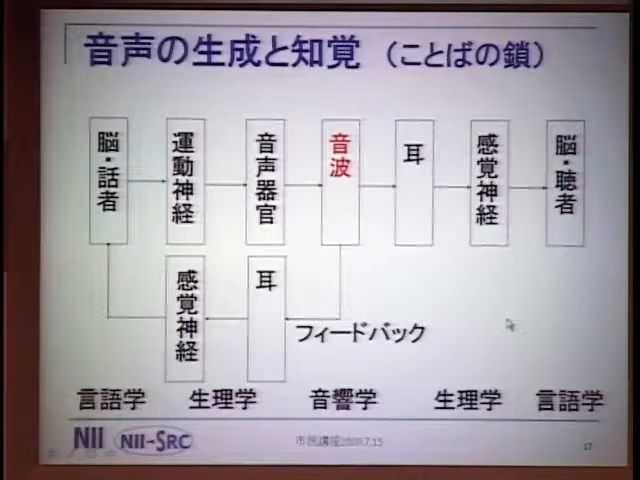 音声の生成と知覚 (ことばの鎖)
脳・話者
運動神経
音声器官
音波
耳
感覚神経
脳・聴者
感覚神経
耳
フィードバック
言語学 生理学 音響学 生理学 言語学
NII NII-SRC 市民講座2009.7.15 17